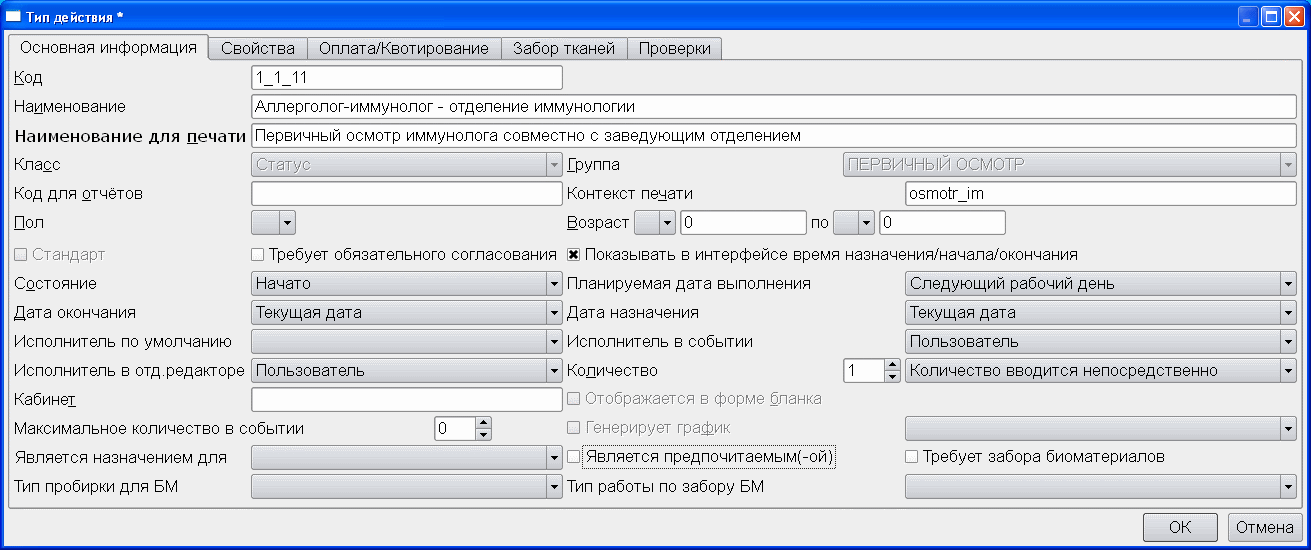 Тип действия *
Основная информация Свойства Оплата/Квотирование Забор тканей Проверки
Код 1_1_11
Наименование Аллерголог-иммунолог - отделение иммунологии
Наименование для печати Первичный осмотр иммунолога совместно с заведующим отделением
Класс Статус Группа ПЕРВИЧНЫЙ ОСМОТР
Код для отчётов Контекст печати osmotr_im
Пол Возраст 0 по 0
Стандарт Требует обязательного согласования Показывать в интерфейсе время назначения/начала/окончания
Состояние Начато Планируемая дата выполнения Следующий рабочий день
Дата окончания Текущая дата Дата назначения Текущая дата
Исполнитель по умолчанию Исполнитель в событии Пользователь
Исполнитель в отд.редакторе Пользователь Количество 1 Количество вводится непосредственно
Кабинет Отображается в форме бланка
Максимальное количество в событии 0 Генерирует график
Является назначением для Является предпочитаемым(-ой) Требует забора биоматериалов
Тип пробирки для БМ Тип работы по забору БМ
ОК Отмена